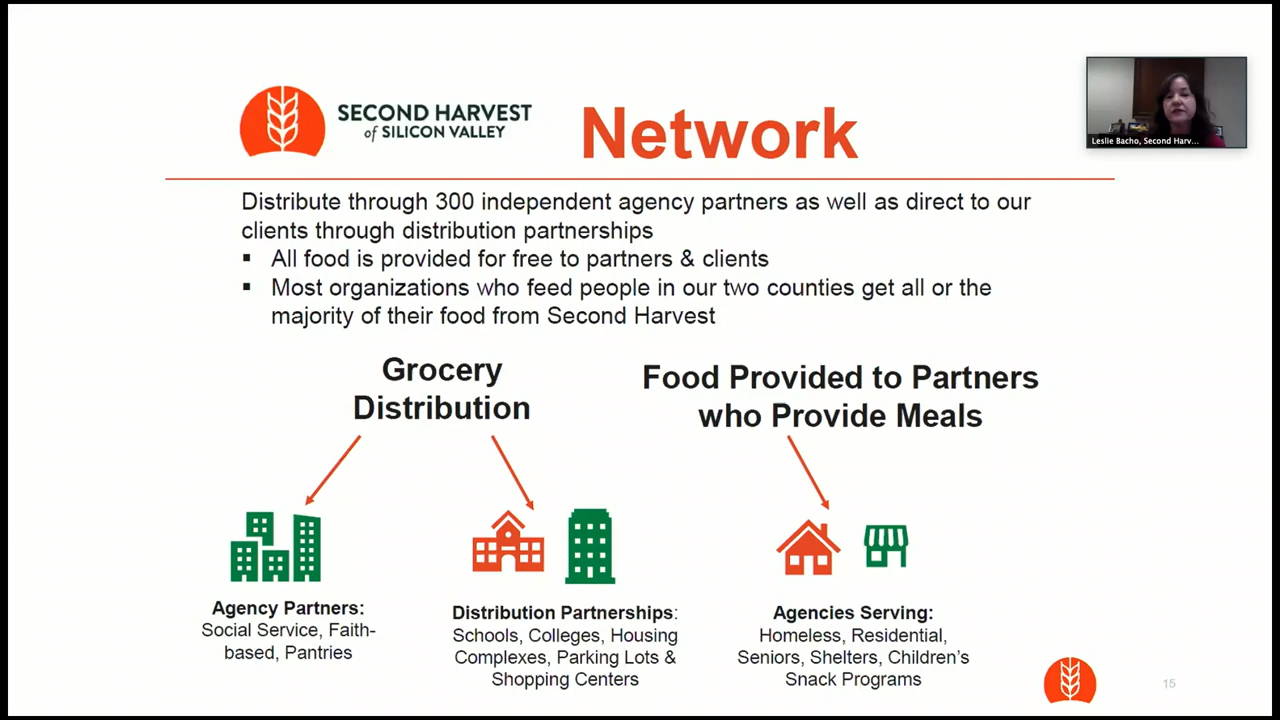 SECOND HARVEST
of SILICON VALLEY
Network
Leslie Bacho, Second Harv...
Distribute through 300 independent agency partners as well as direct to our
clients through distribution partnerships
▪ All food is provided for free to partners & clients
▪ Most organizations who feed people in our two counties get all or the
majority of their food from Second Harvest
Grocery
Distribution
Food Provided to Partners
who Provide Meals
Agency Partners:
Social Service, Faith-
based, Pantries
Distribution Partnerships:
Schools, Colleges, Housing
Complexes, Parking Lots &
Shopping Centers
Agencies Serving:
Homeless, Residential,
Seniors, Shelters, Children's
Snack Programs
15